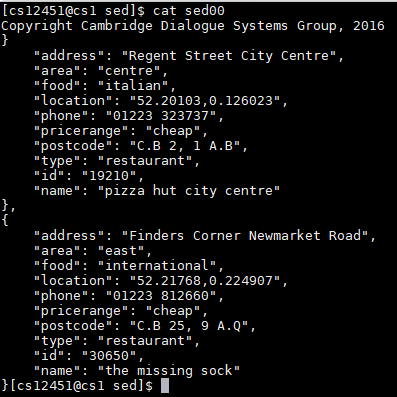 [cs12451@cs1 sed]$ cat sed00
Copyright Cambridge Dialogue Systems Group, 2016
}
    "address": "Regent Street City Centre",
    "area": "centre",
    "food": "italian",
    "location": "52.20103,0.126023",
    "phone": "01223 323737",
    "pricerange": "cheap",
    "postcode": "C.B 2, 1 A.B",
    "type": "restaurant",
    "id": "19210",
    "name": "pizza hut city centre"
},
{
    "address": "Finders Corner Newmarket Road",
    "area": "east",
    "food": "international",
    "location": "52.21768,0.224907",
    "phone": "01223 812660",
    "pricerange": "cheap",
    "postcode": "C.B 25, 9 A.Q",
    "type": "restaurant",
    "id": "30650",
    "name": "the missing sock"
}[cs12451@cs1 sed]$